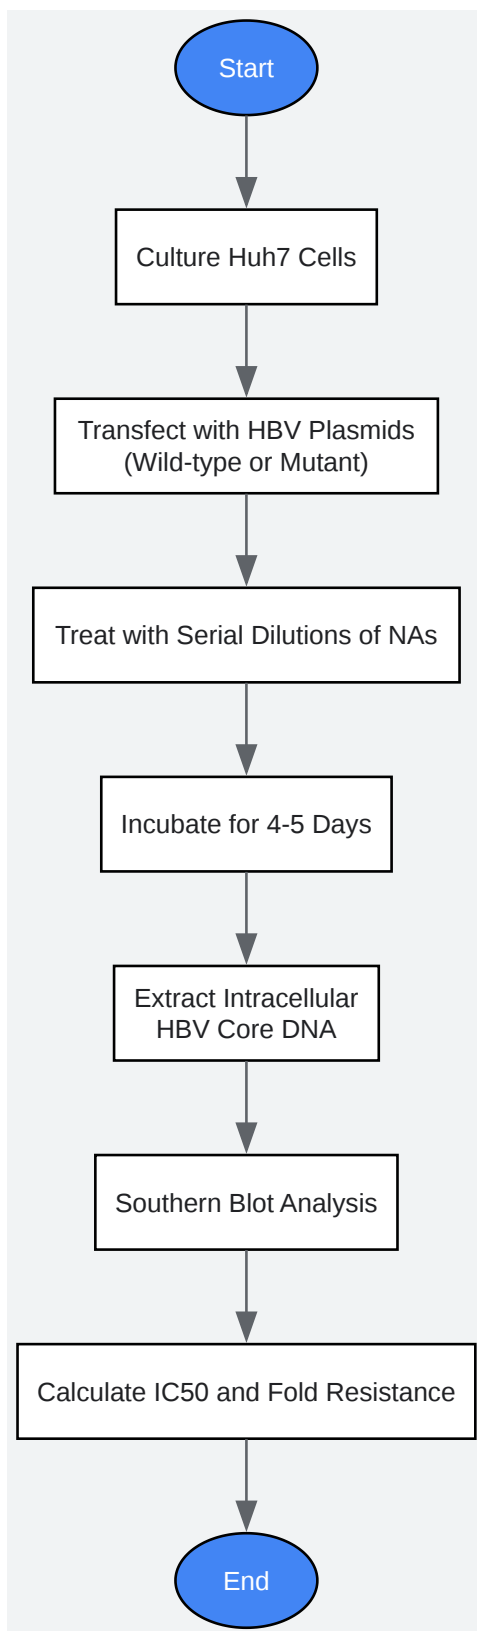 Start
Culture Huh7 Cells
Transfect with HBV Plasmids
(Wild-type or Mutant)
Treat with Serial Dilutions of NAs
Incubate for 4-5 Days
Extract Intracellular
HBV Core DNA
Southern Blot Analysis
Calculate IC50 and Fold Resistance
End